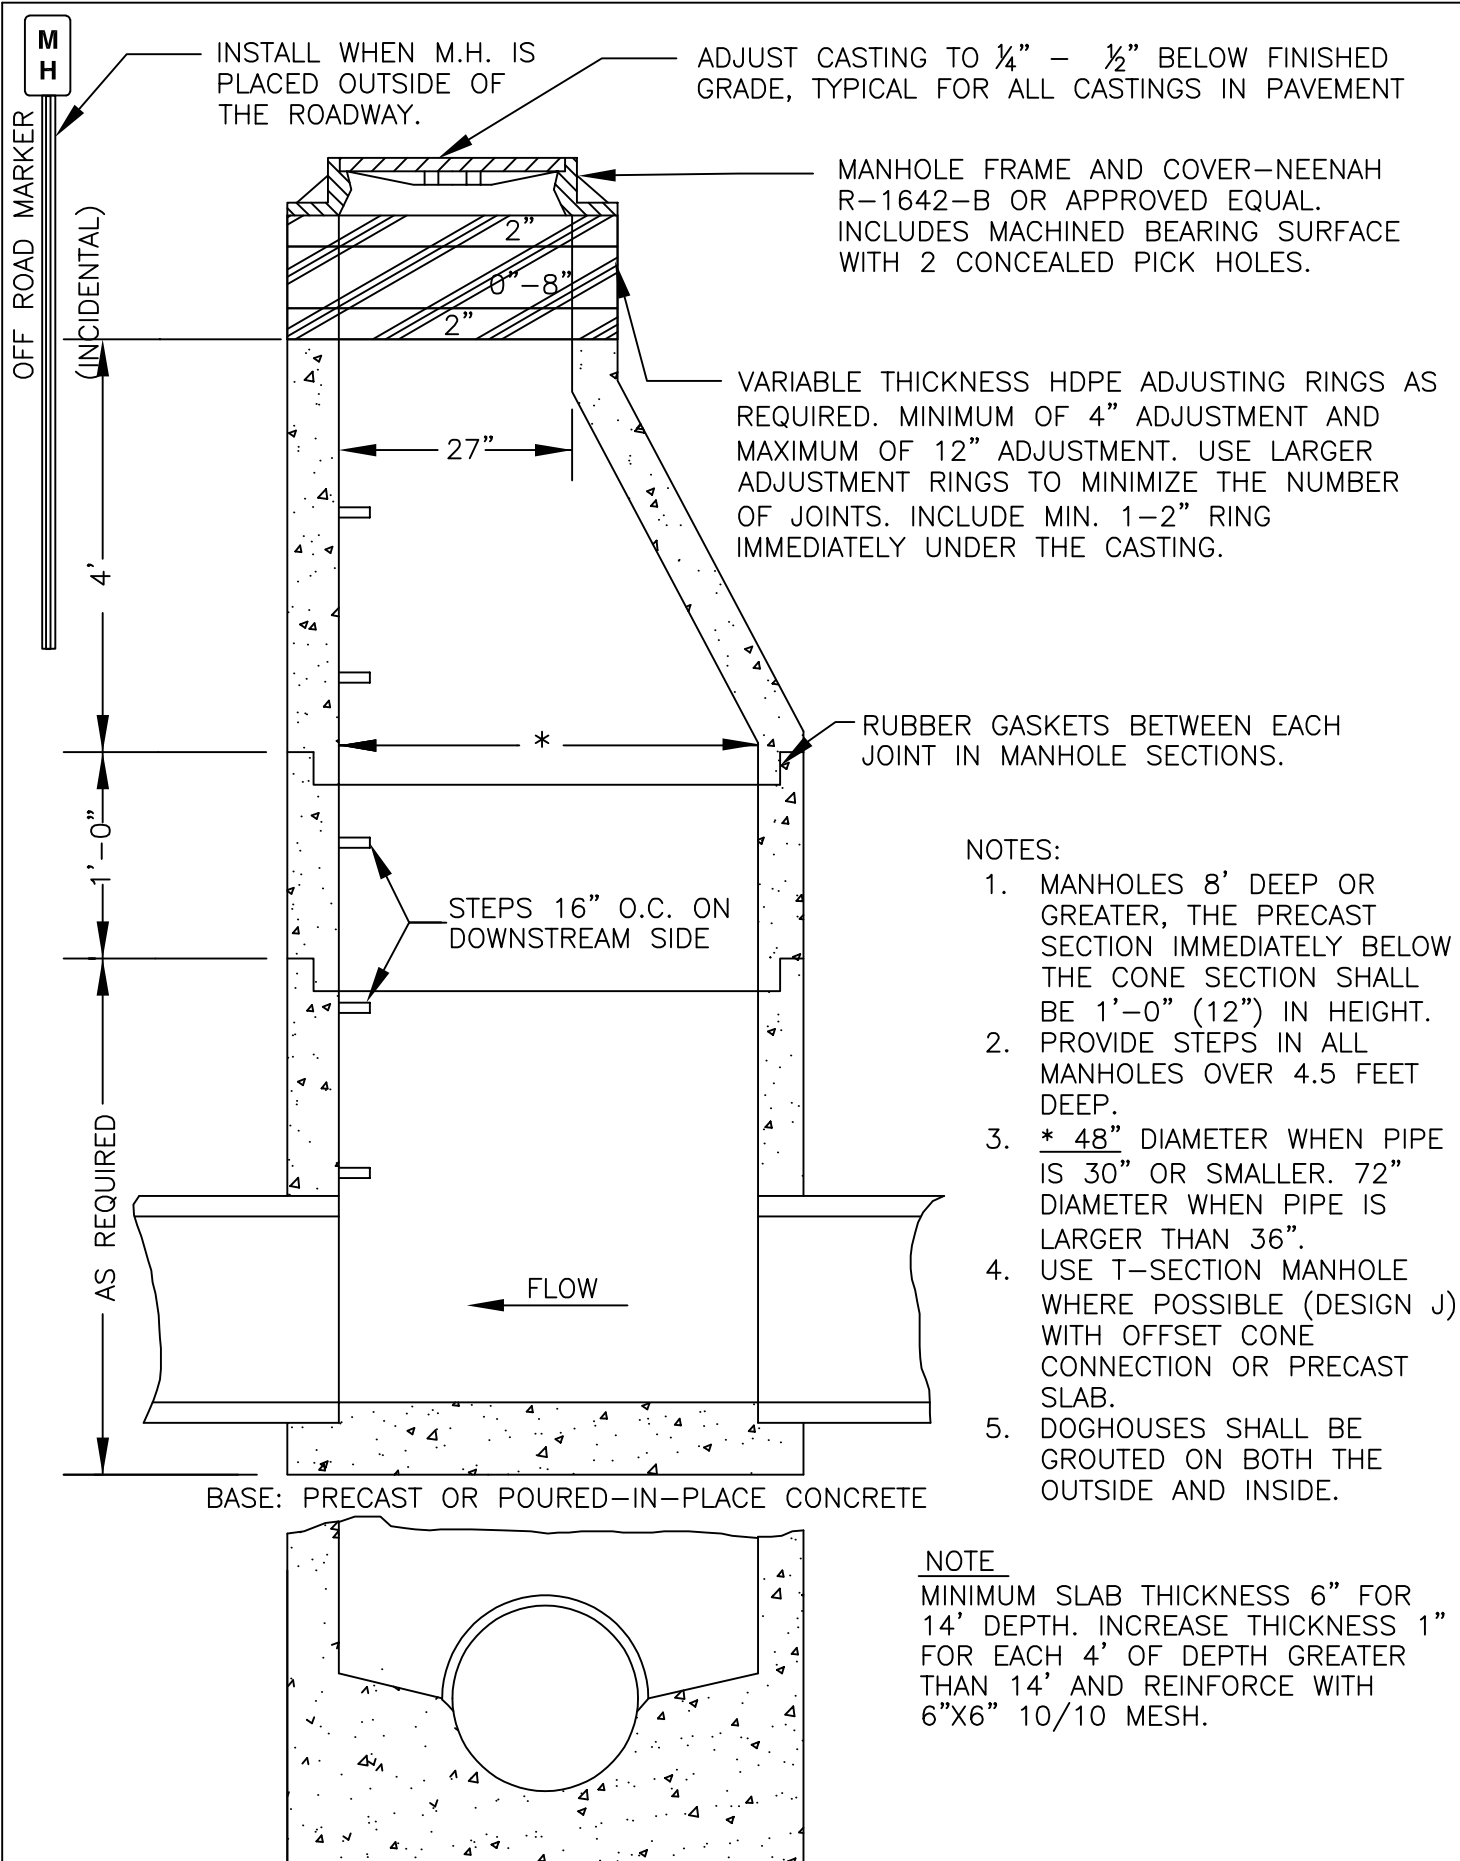 M
H
OFF ROAD MARKER
(INCIDENTAL)
INSTALL WHEN M.H. IS
PLACED OUTSIDE OF
THE ROADWAY.
ADJUST CASTING TO ¼” – ½” BELOW FINISHED
GRADE, TYPICAL FOR ALL CASTINGS IN PAVEMENT
MANHOLE FRAME AND COVER–NEENAH
R–1642–B OR APPROVED EQUAL.
INCLUDES MACHINED BEARING SURFACE
WITH 2 CONCEALED PICK HOLES.
2”
0”–8”
2”
VARIABLE THICKNESS HDPE ADJUSTING RINGS AS
REQUIRED. MINIMUM OF 4” ADJUSTMENT AND
MAXIMUM OF 12” ADJUSTMENT. USE LARGER
ADJUSTMENT RINGS TO MINIMIZE THE NUMBER
OF JOINTS. INCLUDE MIN. 1–2” RING
IMMEDIATELY UNDER THE CASTING.
27”
4’
*
RUBBER GASKETS BETWEEN EACH
JOINT IN MANHOLE SECTIONS.
1’–0”
STEPS 16” O.C. ON
DOWNSTREAM SIDE
AS REQUIRED
FLOW
BASE: PRECAST OR POURED–IN–PLACE CONCRETE
NOTES:
1. MANHOLES 8’ DEEP OR
GREATER, THE PRECAST
SECTION IMMEDIATELY BELOW
THE CONE SECTION SHALL
BE 1’–0” (12”) IN HEIGHT.
2. PROVIDE STEPS IN ALL
MANHOLES OVER 4.5 FEET
DEEP.
3. * 48” DIAMETER WHEN PIPE
IS 30” OR SMALLER. 72”
DIAMETER WHEN PIPE IS
LARGER THAN 36”.
4. USE T–SECTION MANHOLE
WHERE POSSIBLE (DESIGN J)
WITH OFFSET CONE
CONNECTION OR PRECAST
SLAB.
5. DOGHOUSES SHALL BE
GROUTED ON BOTH THE
OUTSIDE AND INSIDE.
NOTE
MINIMUM SLAB THICKNESS 6” FOR
14’ DEPTH. INCREASE THICKNESS 1”
FOR EACH 4’ OF DEPTH GREATER
THAN 14’ AND REINFORCE WITH
6”X6” 10/10 MESH.